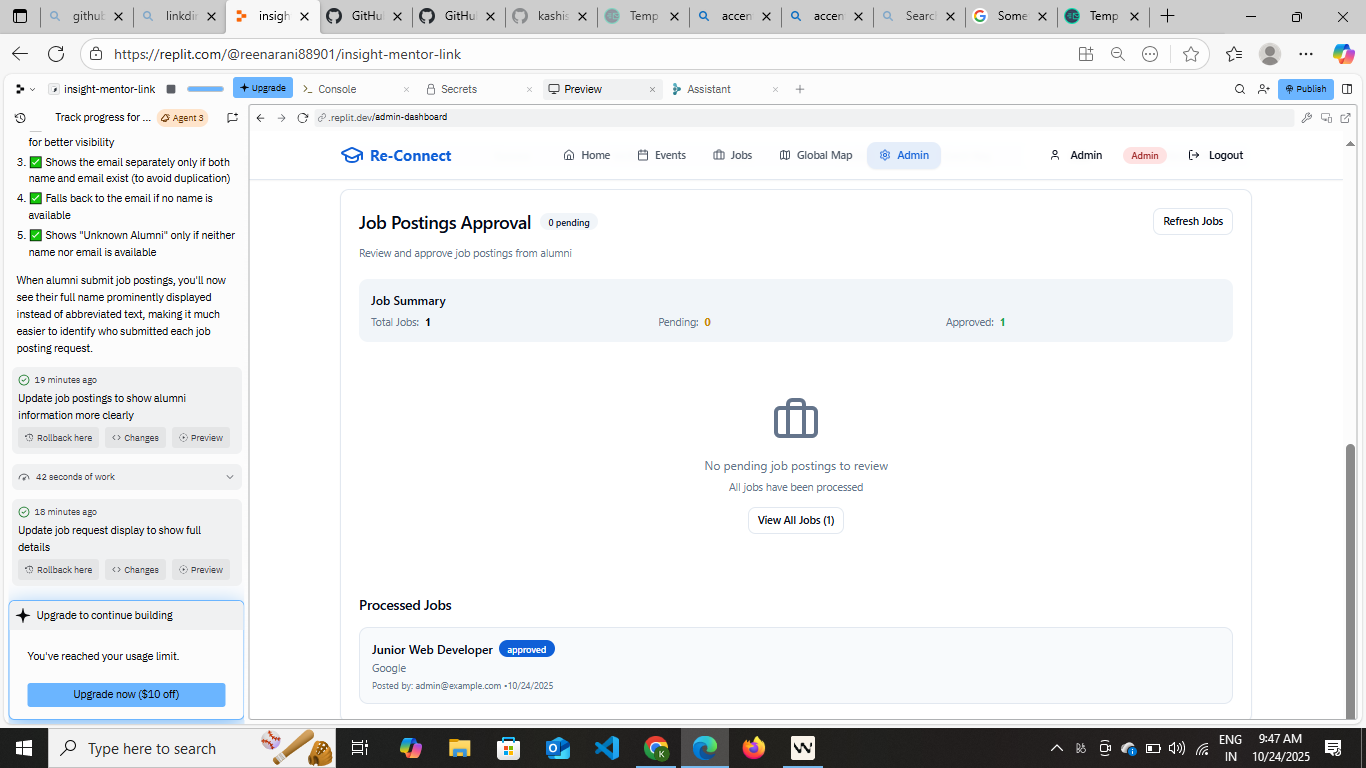 github
linkdin
insigh
GitHub
GitHub
kashis
Temp
accen
accen
Search
Some
Temp
https://replit.com/@reenarani88901/insight-mentor-link
insight-mentor-link
Upgrade
Console
Secrets
Preview
Assistant
Publish
Track progress for ...
Agent 3
.replit.dev/admin-dashboard
for better visibility
3. ✅ Shows the email separately only if both
name and email exist (to avoid duplication)
4. ✅ Falls back to the email if no name is
available
5. ✅ Shows "Unknown Alumni" only if neither
name nor email is available
When alumni submit job postings, you'll now
see their full name prominently displayed
instead of abbreviated text, making it much
easier to identify who submitted each job
posting request.
19 minutes ago
Update job postings to show alumni
information more clearly
Rollback here
Changes
Preview
42 seconds of work
18 minutes ago
Update job request display to show full
details
Rollback here
Changes
Preview
Upgrade to continue building
You've reached your usage limit.
Upgrade now ($10 off)
Re-Connect
Home
Events
Jobs
Global Map
Admin
Admin
Admin
Logout
Job Postings Approval
0 pending
Refresh Jobs
Review and approve job postings from alumni
Job Summary
Total Jobs: 1
Pending: 0
Approved: 1
No pending job postings to review
All jobs have been processed
View All Jobs (1)
Processed Jobs
Junior Web Developer
approved
Google
Posted by: admin@example.com •10/24/2025
Type here to search
ENG
IN
9:47 AM
10/24/2025